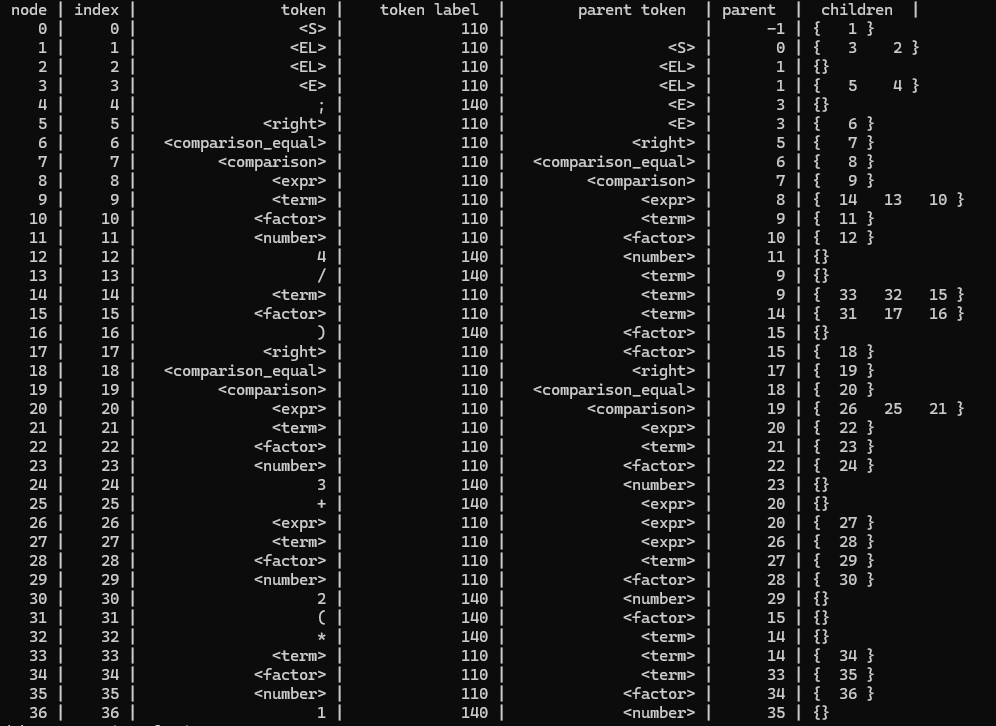 node | index | token | token label | parent token | parent | children |
0 | 0 | <S> | 110 | | −1 | { 1 }
1 | 1 | <EL> | 110 | <S> | 0 | { 3 2 }
2 | 2 | <EL> | 110 | <EL> | 1 | {}
3 | 3 | <E> | 110 | <EL> | 1 | { 5 4 }
4 | 4 | ; | 140 | <E> | 3 | {}
5 | 5 | <right> | 110 | <E> | 3 | { 6 }
6 | 6 | <comparison_equal> | 110 | <right> | 5 | { 7 }
7 | 7 | <comparison> | 110 | <comparison_equal> | 6 | { 8 }
8 | 8 | <expr> | 110 | <comparison> | 7 | { 9 }
9 | 9 | <term> | 110 | <expr> | 8 | { 14 13 10 }
10 | 10 | <factor> | 110 | <term> | 9 | { 11 }
11 | 11 | <number> | 110 | <factor> | 10 | { 12 }
12 | 12 | 4 | 140 | <number> | 11 | {}
13 | 13 | / | 140 | <term> | 9 | {}
14 | 14 | <term> | 110 | <term> | 9 | { 33 32 15 }
15 | 15 | <factor> | 110 | <term> | 14 | { 31 17 16 }
16 | 16 | ) | 140 | <factor> | 15 | {}
17 | 17 | <right> | 110 | <factor> | 15 | { 18 }
18 | 18 | <comparison_equal> | 110 | <right> | 17 | { 19 }
19 | 19 | <comparison> | 110 | <comparison_equal> | 18 | { 20 }
20 | 20 | <expr> | 110 | <comparison> | 19 | { 26 25 21 }
21 | 21 | <term> | 110 | <expr> | 20 | { 22 }
22 | 22 | <factor> | 110 | <term> | 21 | { 23 }
23 | 23 | <number> | 110 | <factor> | 22 | { 24 }
24 | 24 | 3 | 140 | <number> | 23 | {}
25 | 25 | + | 140 | <expr> | 20 | {}
26 | 26 | <expr> | 110 | <expr> | 20 | { 27 }
27 | 27 | <term> | 110 | <expr> | 26 | { 28 }
28 | 28 | <factor> | 110 | <term> | 27 | { 29 }
29 | 29 | <number> | 110 | <factor> | 28 | { 30 }
30 | 30 | 2 | 140 | <number> | 29 | {}
31 | 31 | ( | 140 | <factor> | 15 | {}
32 | 32 | * | 140 | <term> | 14 | {}
33 | 33 | <term> | 110 | <term> | 14 | { 34 }
34 | 34 | <factor> | 110 | <term> | 33 | { 35 }
35 | 35 | <number> | 110 | <factor> | 34 | { 36 }
36 | 36 | 1 | 140 | <number> | 35 | {}